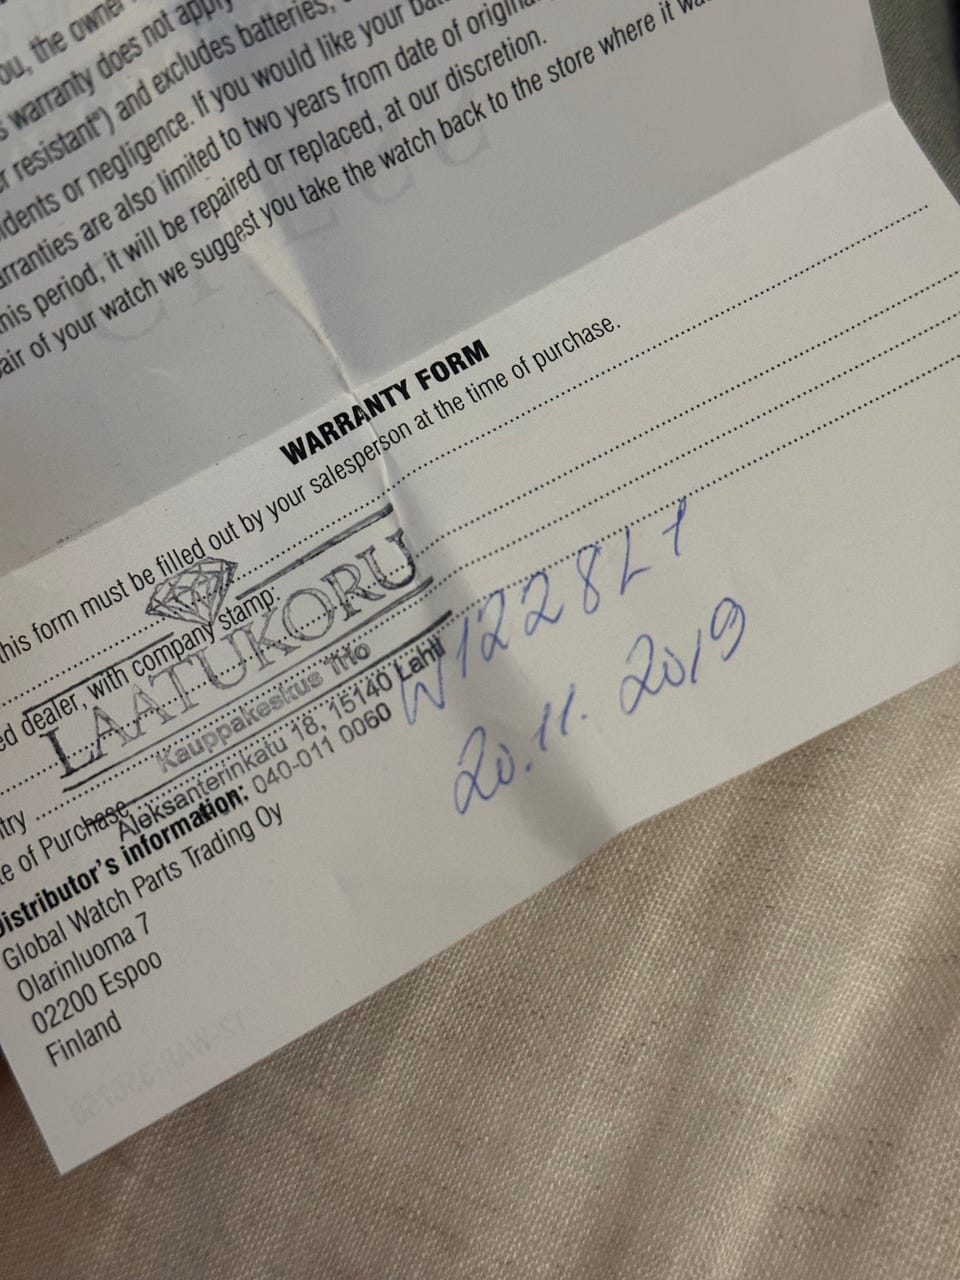 ou, the owner
warranty does not apply
resistant") and excludes batteries,
idents or negligence. If you would like your
arranties are also limited to two years from date of original
his period, it will be repaired or replaced, at our discretion.
air of your watch we suggest you take the watch back to the store where it
WARRANTY FORM
this form must be filled out by your salesperson at the time of purchase.
ed dealer, with company stamp:
LAATUKORU
Kauppakeskus Trio
Aleksanterinkatu 18, 15140 Lahti
040-011 0060
W1228L1
20.11.2019
try
te of Purchase
Distributor's information:
Global Watch Parts Trading Oy
Olarinluoma 7
02200 Espoo
Finland